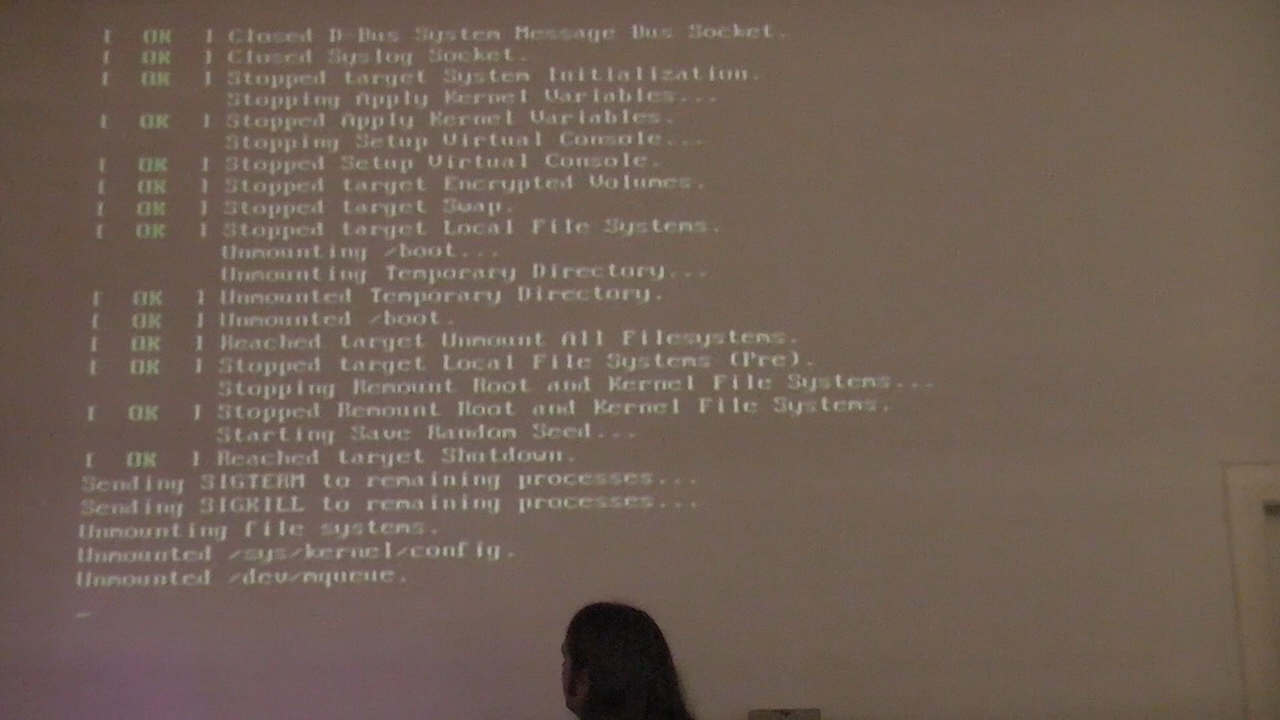 [ OK ] Closed D-Bus System Message Bus Socket.
[ OK ] Closed Syslog Socket.
[ OK ] Stopped target System Initialization.
Stopping Apply Kernel Variables...
[ OK ] Stopped Apply Kernel Variables.
Stopping Setup Virtual Console...
[ OK ] Stopped Setup Virtual Console.
[ OK ] Stopped target Encrypted Volumes.
[ OK ] Stopped target Swap.
[ OK ] Stopped target Local File Systems.
Unmounting /boot...
Unmounting Temporary Directory...
[ OK ] Unmounted Temporary Directory.
[ OK ] Unmounted /boot.
[ OK ] Reached target Unmount All Filesystems.
[ OK ] Stopped target Local File Systems (Pre).
Stopping Remount Root and Kernel File Systems...
[ OK ] Stopped Remount Root and Kernel File Systems.
Starting Save Random Seed...
[ OK ] Reached target Shutdown.
Sending SIGTERM to remaining processes...
Sending SIGKILL to remaining processes...
Unmounting file systems.
Unmounted /sys/kernel/config.
Unmounted /dev/mqueue.